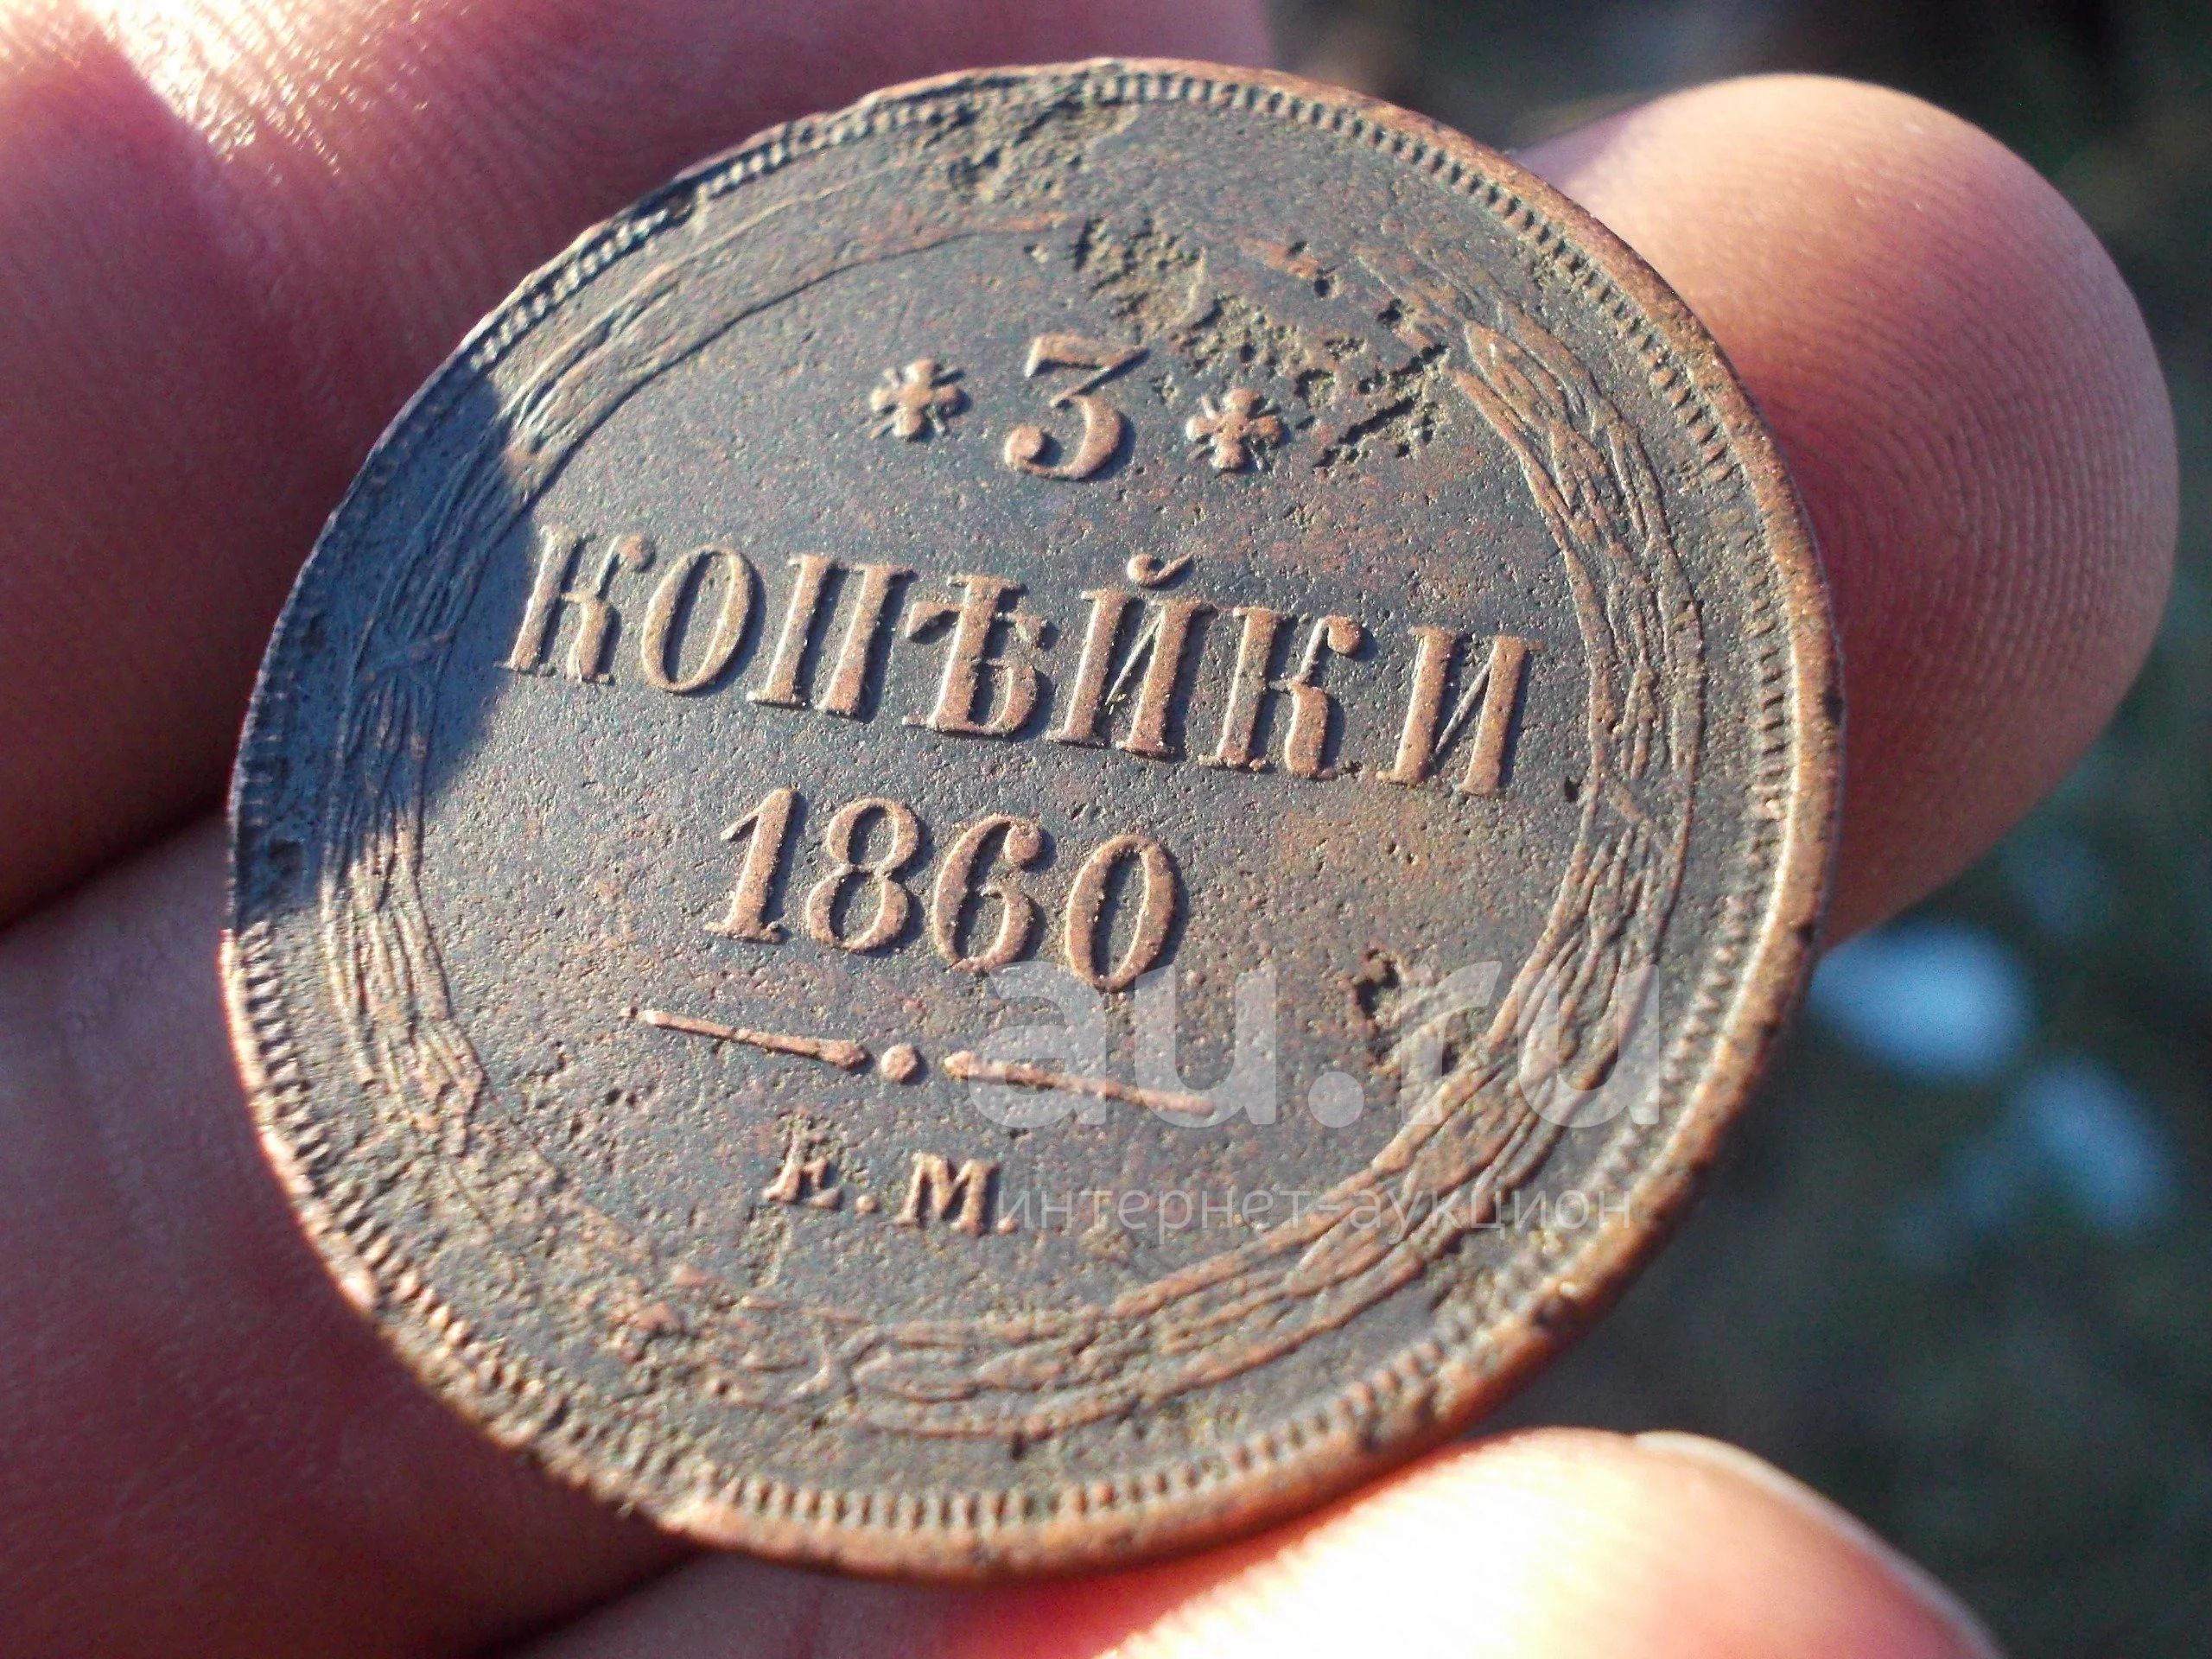 * 3 *
КОПѢЙКИ
1860
Е.М.
au.ru
интернет-аукцион